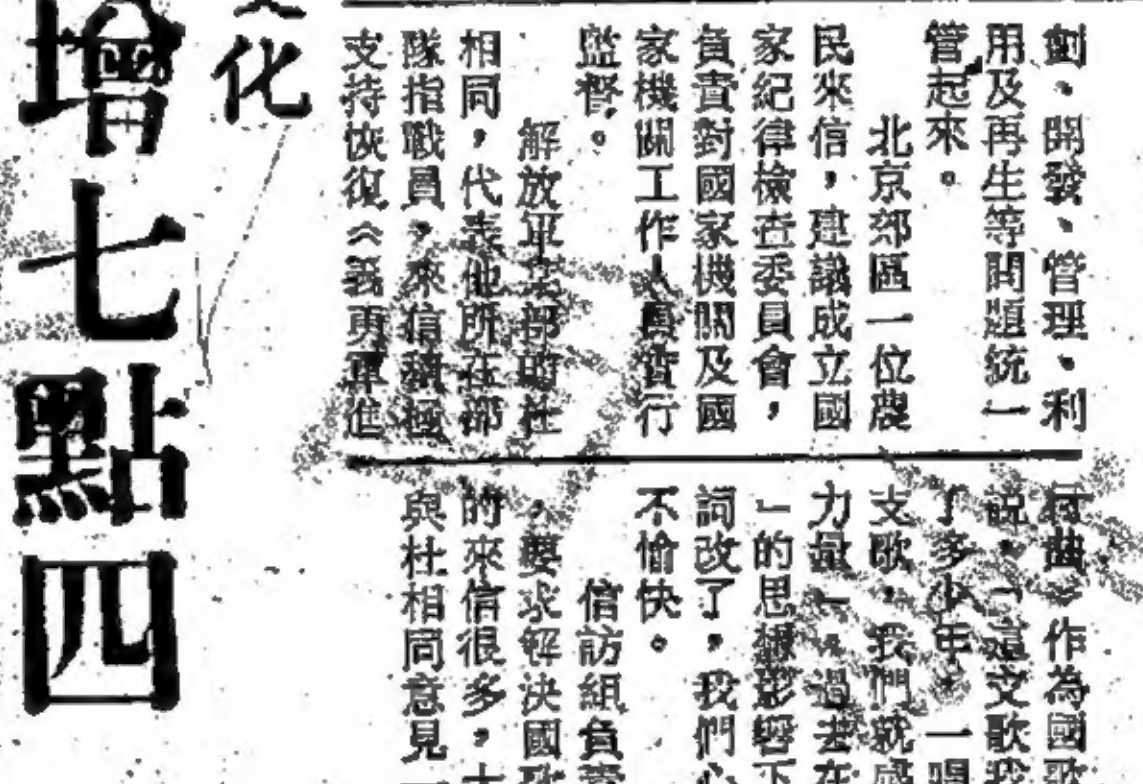 劃、開發、管理、利
用及再生等問題統一
管起來。
北京郊區一位農
民來信,建議成立國
家紀律檢查委員會,
負責對國家機關及國
家機關工作人員實行
監督。
解放軍某部的杜
相同,代表他所在部
隊指戰員,來信積極
支持恢復《義勇軍進
行曲》作為國歌
說,「這支歌我
了多少年,一唱
支歌,我們就感
力量」。過去在
」的思想影響下
詞改了,我們心
不愉快。
信訪組負責
,要求解決國歌
的來信很多,
與杜相同意見
化
增七點四